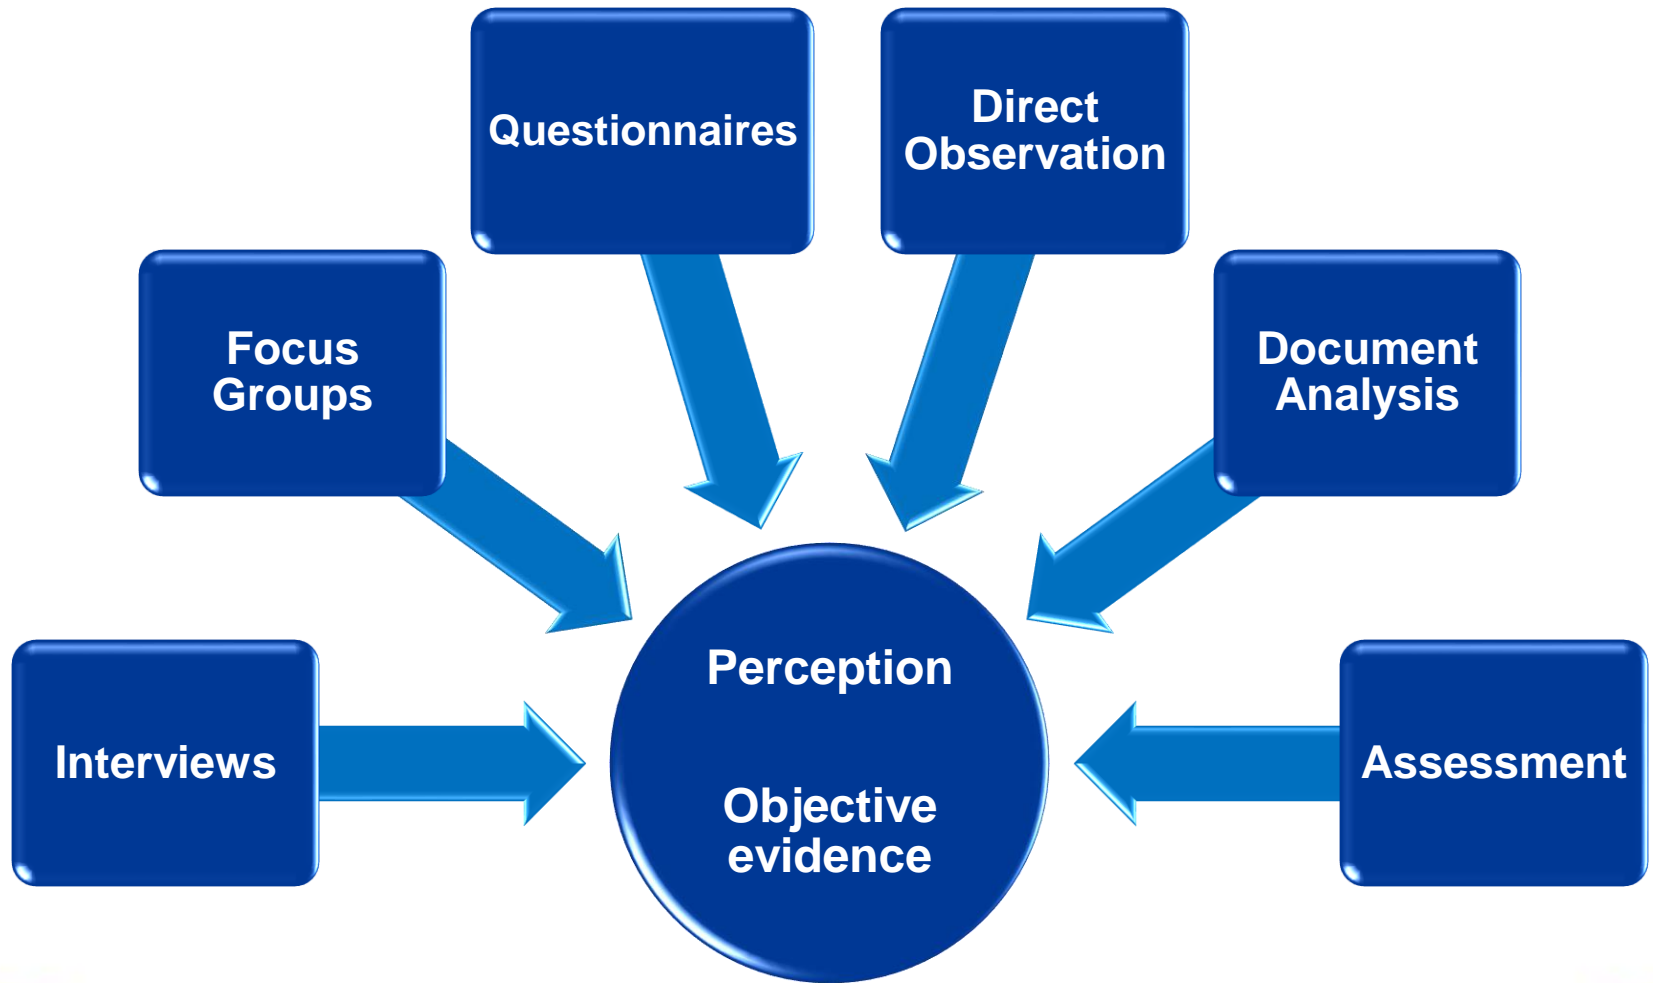 Questionnaires
Direct
Observation
Focus
Groups
Document
Analysis
Interviews
Perception
Objective
evidence
Assessment